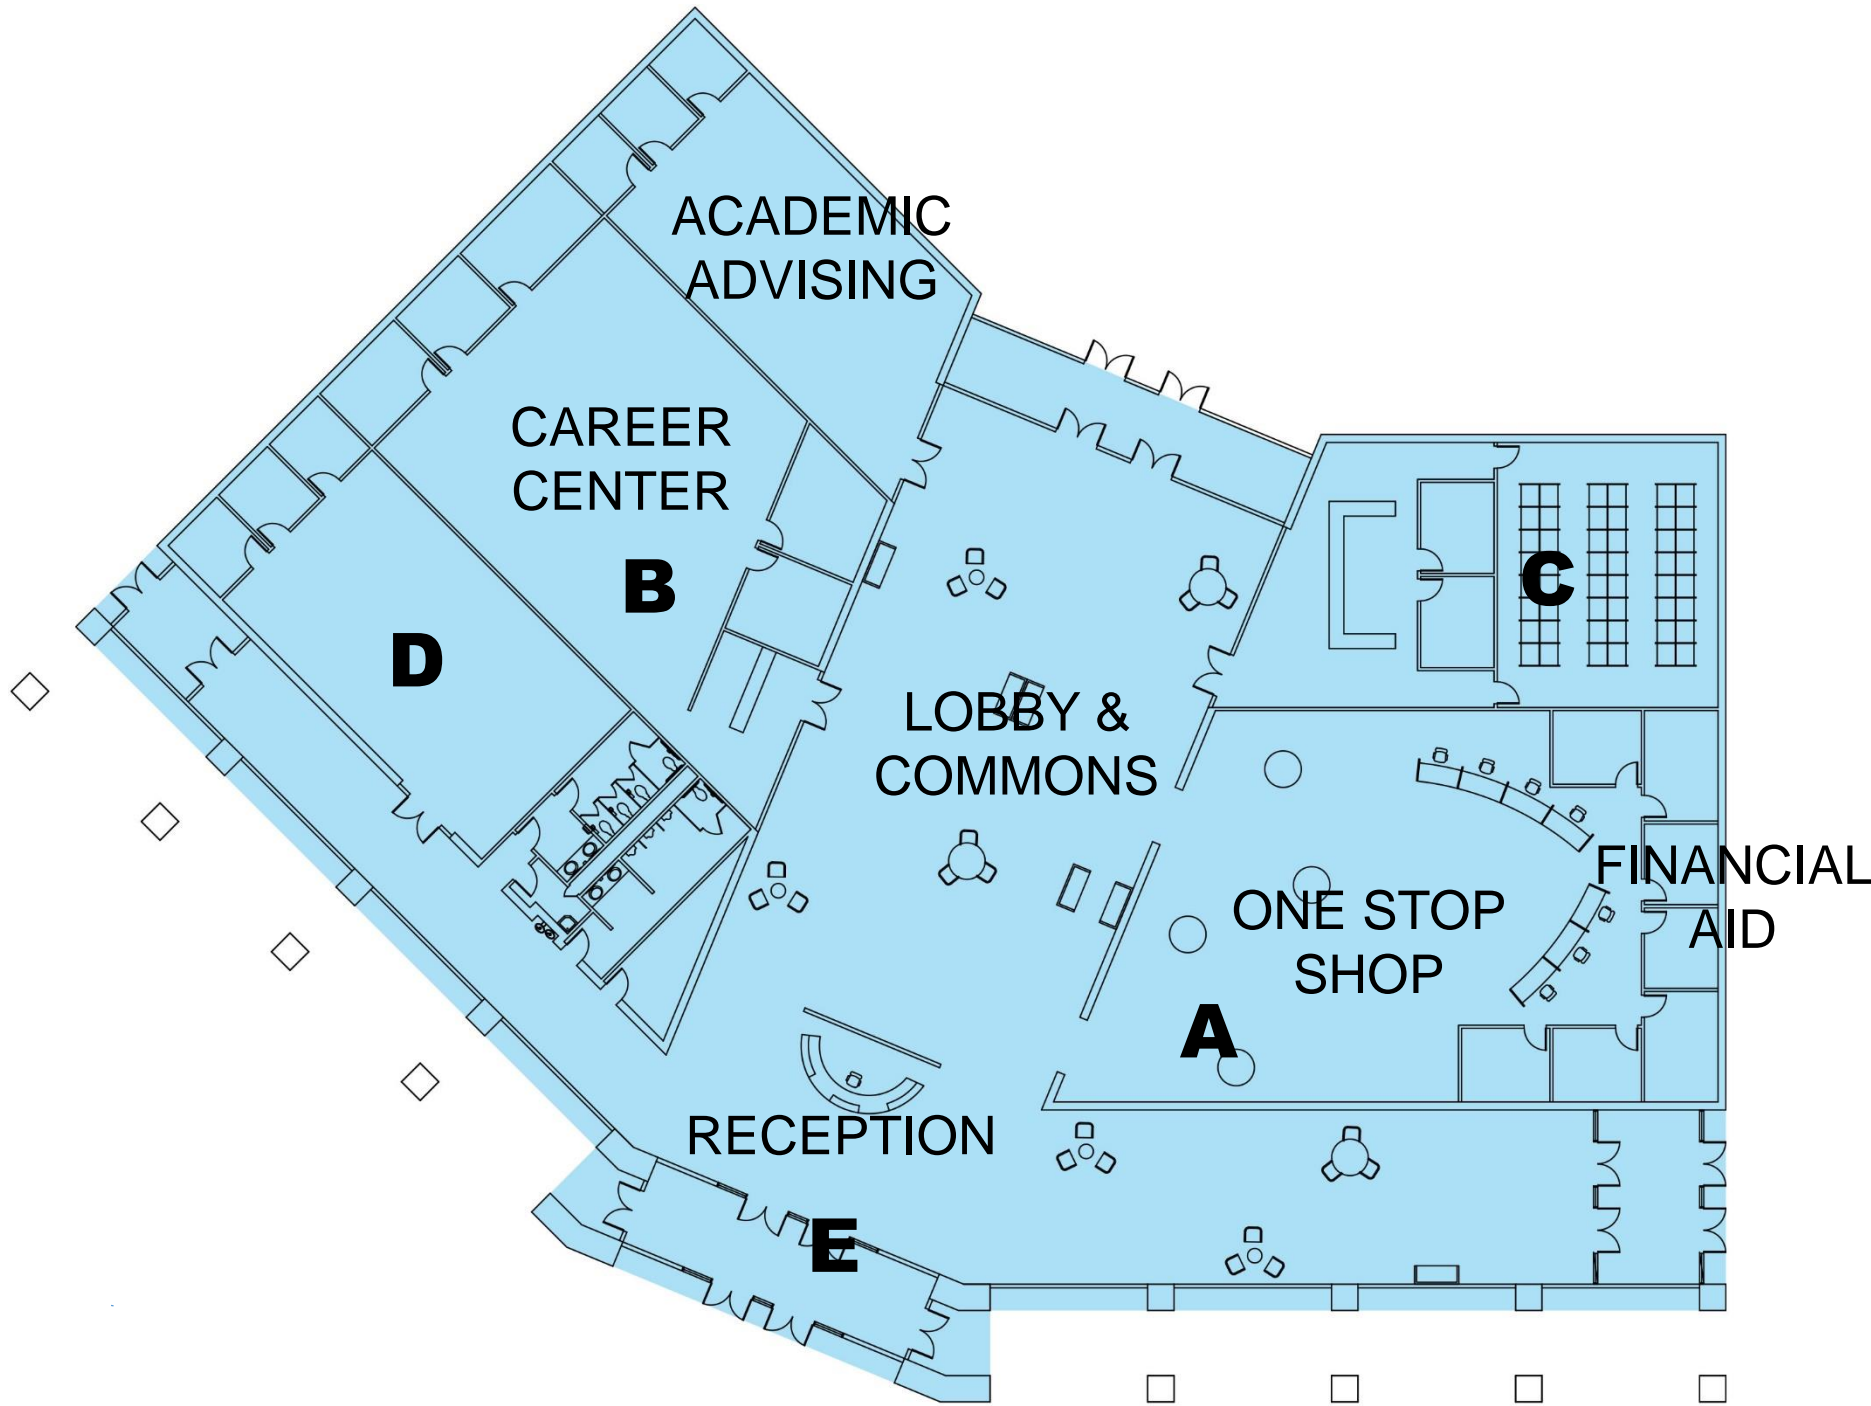 ACADEMIC
ADVISING
CAREER
CENTER
B
C
D
LOBBY &
COMMONS
FINANCIAL
AID
ONE STOP
SHOP
A
RECEPTION
E